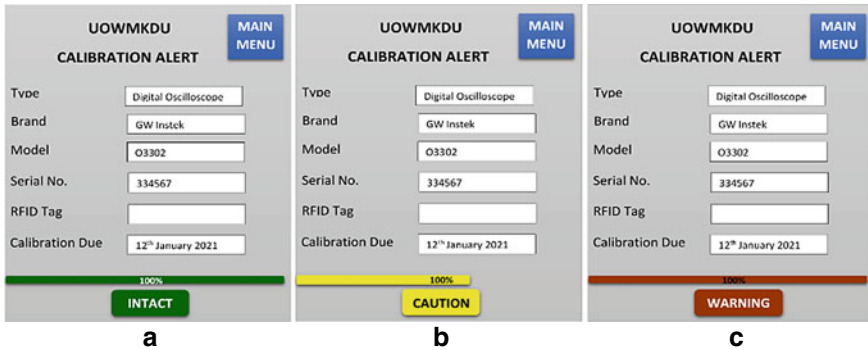 UOWMKDU
MAIN
MENU
CALIBRATION ALERT
Type
Digital Oscilloscope
Brand
GW Instek
Model
O3302
Serial No.
334567
RFID Tag
Calibration Due
12th January 2021
100%
INTACT
a
UOWMKDU
MAIN
MENU
CALIBRATION ALERT
Type
Digital Oscilloscope
Brand
GW Instek
Model
O3302
Serial No.
334567
RFID Tag
Calibration Due
12th January 2021
100%
CAUTION
b
UOWMKDU
MAIN
MENU
CALIBRATION ALERT
Type
Digital Oscilloscope
Brand
GW Instek
Model
O3302
Serial No.
334567
RFID Tag
Calibration Due
12th January 2021
100%
WARNING
c